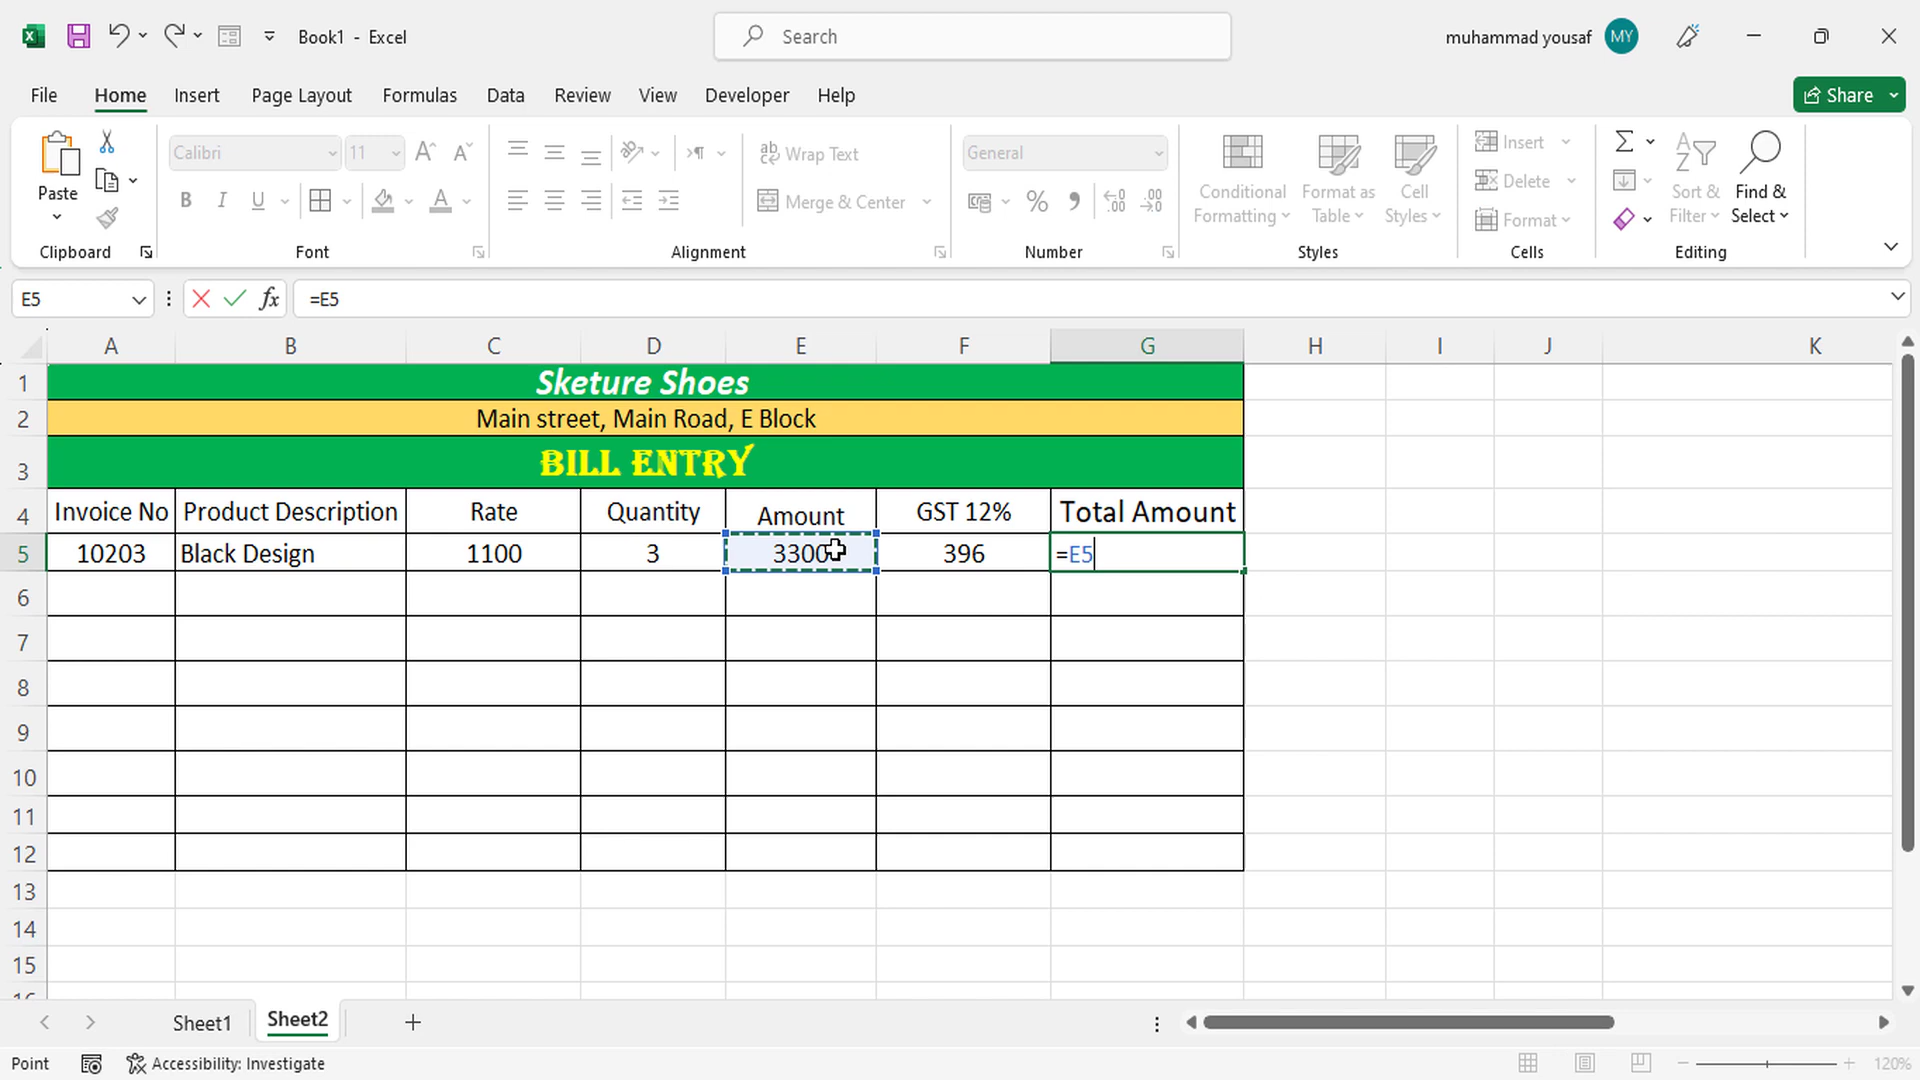 Book1 - Excel
Search
muhammad yousaf
MY
File Home Insert Page Layout Formulas Data Review View Developer Help
Share
Paste
Calibri 11
B I U A
Wrap Text
Merge & Center
General
Conditional Formatting
Format as Table
Cell Styles
Insert
Delete
Format
Sort & Filter
Find & Select
Clipboard Font Alignment Number Styles Cells Editing
E5 fx =E5
A B C D E F G H I J K
1 Sketure Shoes
2 Main street, Main Road, E Block
3 BILL ENTRY
4 Invoice No Product Description Rate Quantity Amount GST 12% Total Amount
5 10203 Black Design 1100 3 3300 396 =E5
6
7
8
9
10
11
12
13
14
15
16
Sheet1 Sheet2
Point Accessibility: Investigate 120%